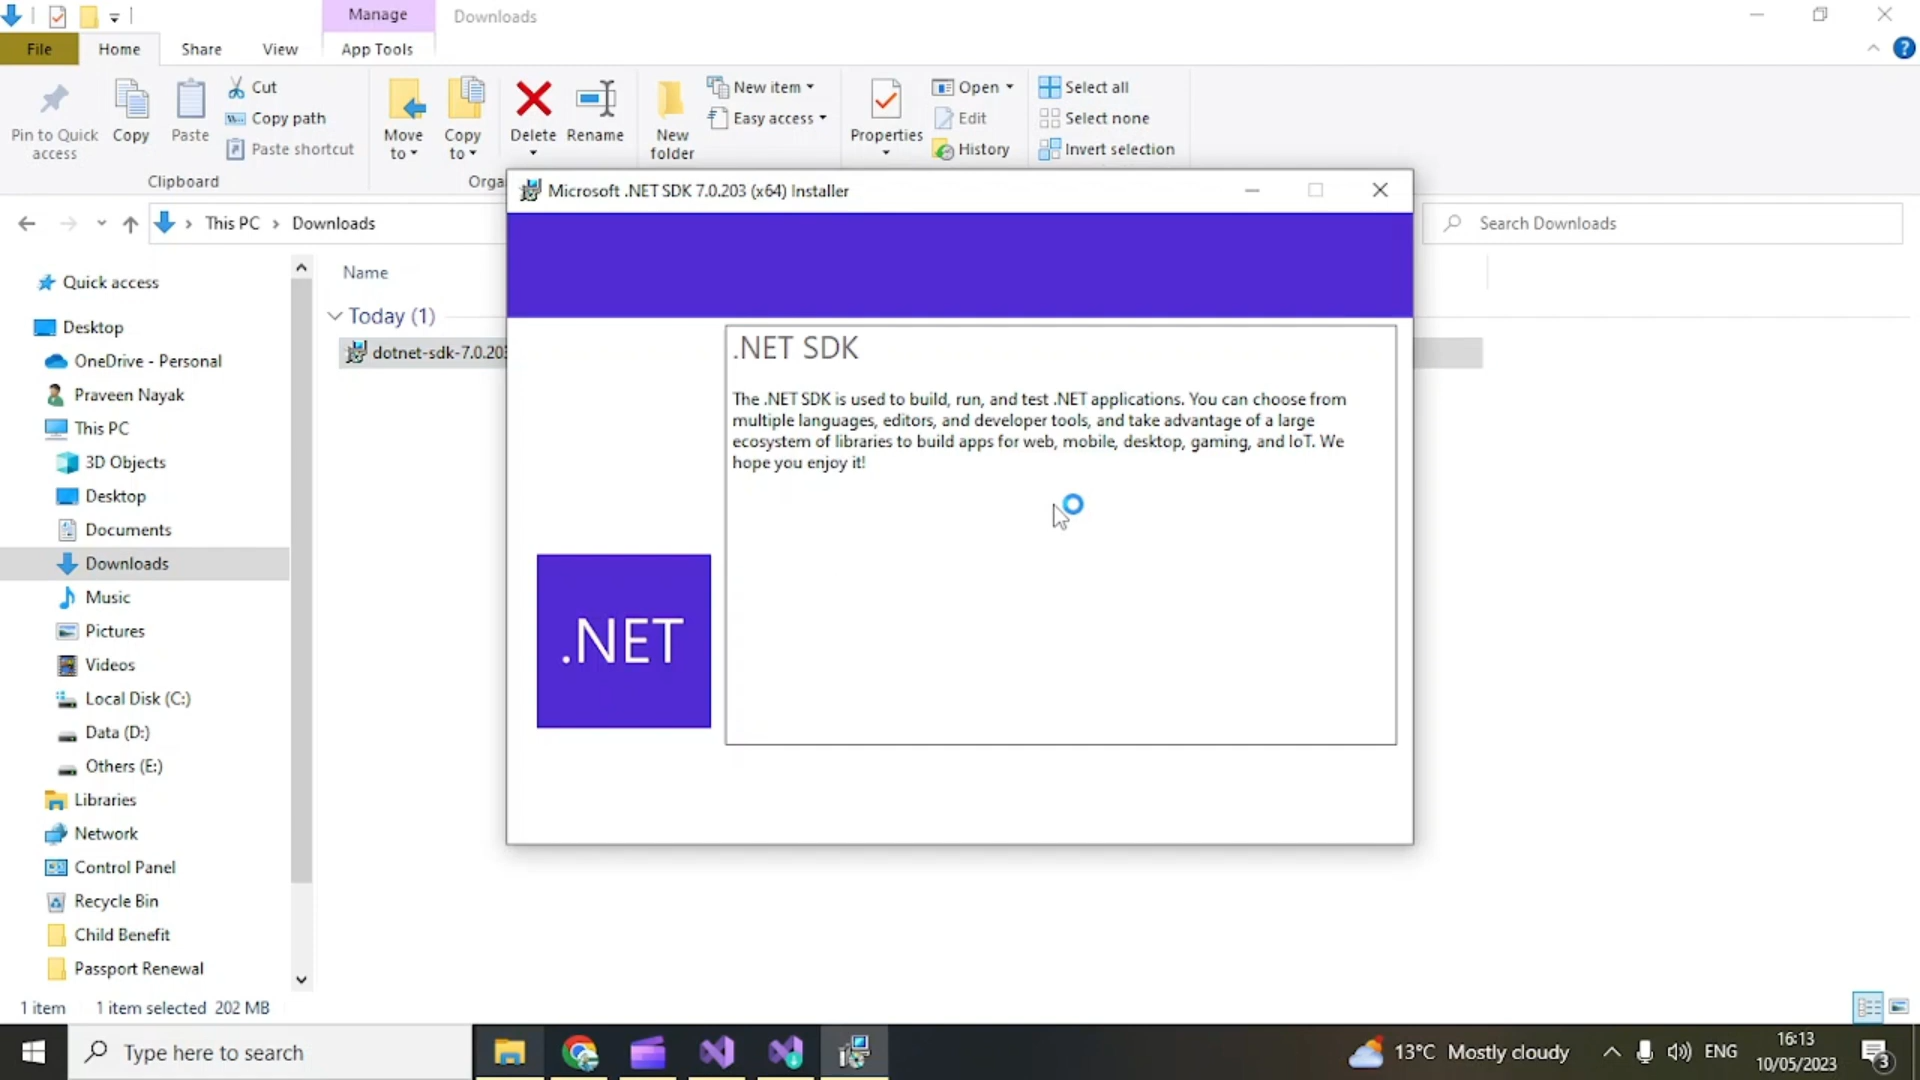 Manage
Downloads
File
Home
Share
View
App Tools
Pin to Quick access
Copy
Paste
Cut
Copy path
Paste shortcut
Clipboard
Move to
Copy to
Delete
Rename
New folder
New item
Easy access
Properties
Open
Edit
History
Select all
Select none
Invert selection
Orga
This PC
Downloads
Search Downloads
Quick access
Desktop
OneDrive - Personal
Praveen Nayak
This PC
3D Objects
Desktop
Documents
Downloads
Music
Pictures
Videos
Local Disk (C:)
Data (D:)
Others (E:)
Libraries
Network
Control Panel
Recycle Bin
Child Benefit
Passport Renewal
Name
Today (1)
dotnet-sdk-7.0.203
Microsoft .NET SDK 7.0.203 (x64) Installer
.NET SDK
The .NET SDK is used to build, run, and test .NET applications. You can choose from
multiple languages, editors, and developer tools, and take advantage of a large
ecosystem of libraries to build apps for web, mobile, desktop, gaming, and IoT. We
hope you enjoy it!
.NET
1 item
1 item selected 202 MB
Type here to search
13°C Mostly cloudy
ENG
16:13
10/05/2023
3